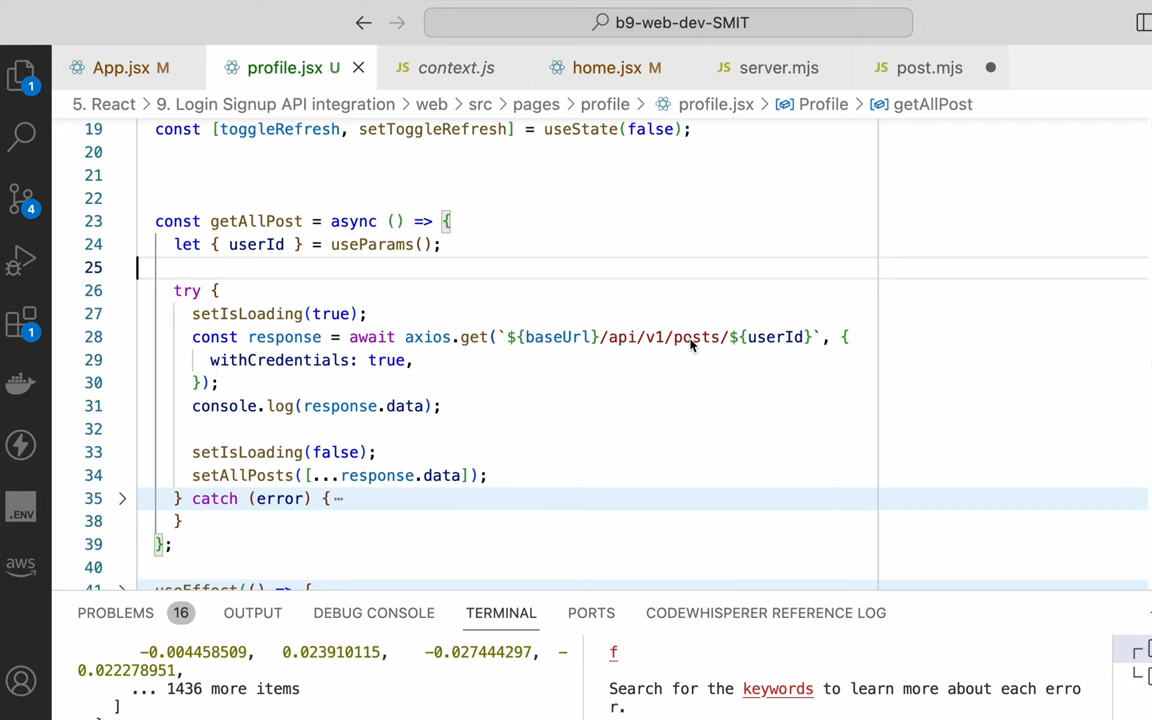 b9-web-dev-SMIT
App.jsx M
profile.jsx U
JS context.js
home.jsx M
JS server.mjs
JS post.mjs
5. React > 9. Login Signup API integration > web > src > pages > profile > profile.jsx > Profile > getAllPost
19 const [toggleRefresh, setToggleRefresh] = useState(false);
20
21
22
23 const getAllPost = async () => {
24 let { userId } = useParams();
25
26 try {
27 setIsLoading(true);
28 const response = await axios.get(`${baseUrl}/api/v1/posts/${userId}`, {
29 withCredentials: true,
30 });
31 console.log(response.data);
32
33 setIsLoading(false);
34 setAllPosts([...response.data]);
35 } catch (error) {⋯
38 }
39 };
40
41 useEffect(() => {
1
4
1
.ENV
aws
PROBLEMS 16 OUTPUT DEBUG CONSOLE TERMINAL PORTS CODEWHISPERER REFERENCE LOG
-0.004458509, 0.023910115, -0.027444297, -
0.022278951,
... 1436 more items
]
f
Search for the keywords to learn more about each erro
r.